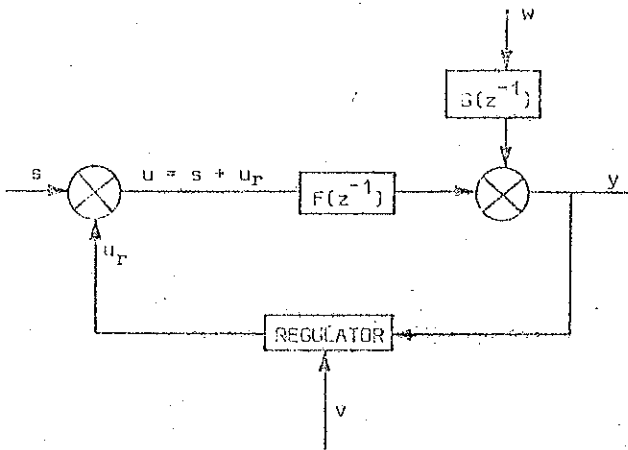 w
G(z⁻¹)
s
u = s + u_r
F(z⁻¹)
y
u_r
REGULATOR
v